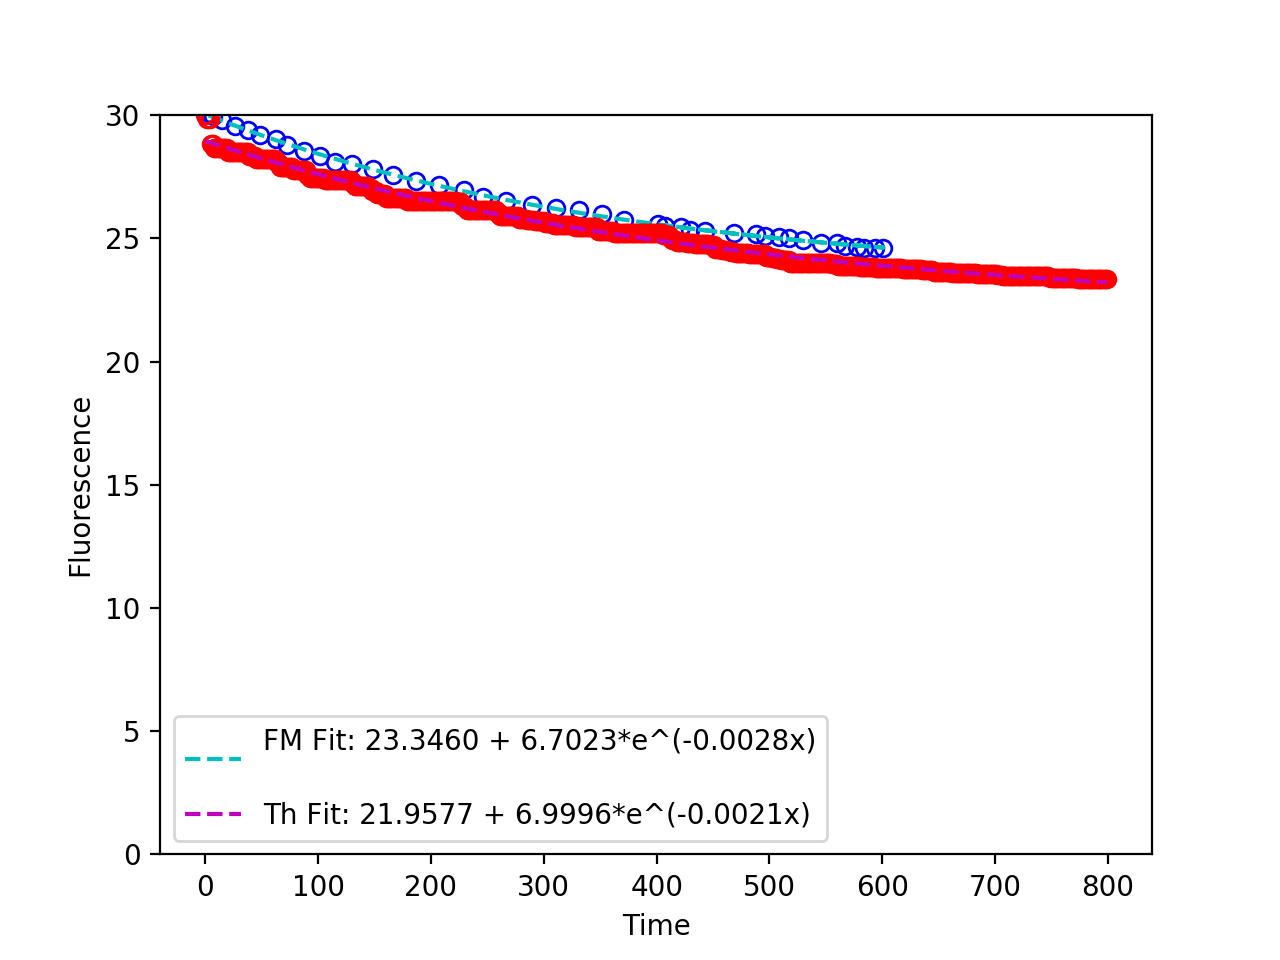 30
25
20
15
10
5
0
Fluorescence
FM Fit: 23.3460 + 6.7023*e^(-0.0028x)
Th Fit: 21.9577 + 6.9996*e^(-0.0021x)
0 100 200 300 400 500 600 700 800
Time